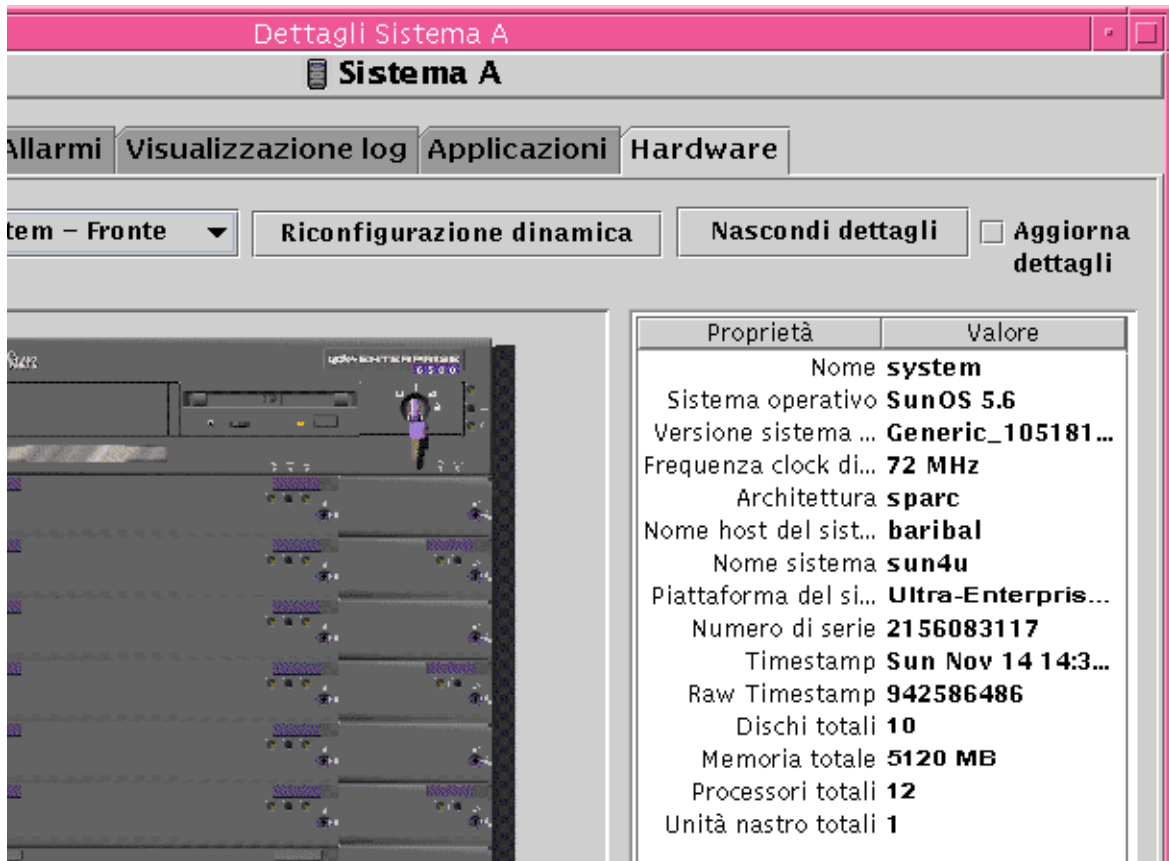 Dettagli Sistema A
Sistema A
Allarmi Visualizzazione log Applicazioni Hardware
tem – Fronte Riconfigurazione dinamica Nascondi dettagli Aggiorna
dettagli
Proprietà Valore
Nome system
Sistema operativo SunOS 5.6
Versione sistema ... Generic_105181...
Frequenza clock di... 72 MHz
Architettura sparc
Nome host del sist... baribal
Nome sistema sun4u
Piattaforma del si... Ultra-Enterpris...
Numero di serie 2156083117
Timestamp Sun Nov 14 14:3...
Raw Timestamp 942586486
Dischi totali 10
Memoria totale 5120 MB
Processori totali 12
Unità nastro totali 1